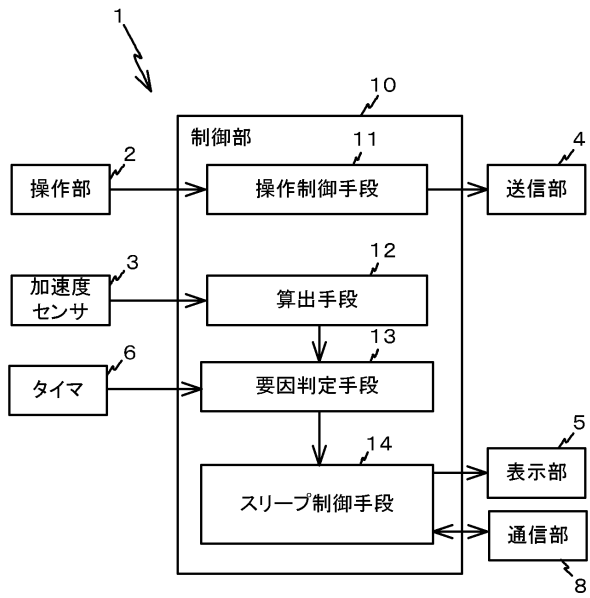 1
10
制御部
2
操作部
11
操作制御手段
4
送信部
3
加速度
センサ
12
算出手段
6
タイマ
13
要因判定手段
14
スリープ制御手段
5
表示部
通信部
8